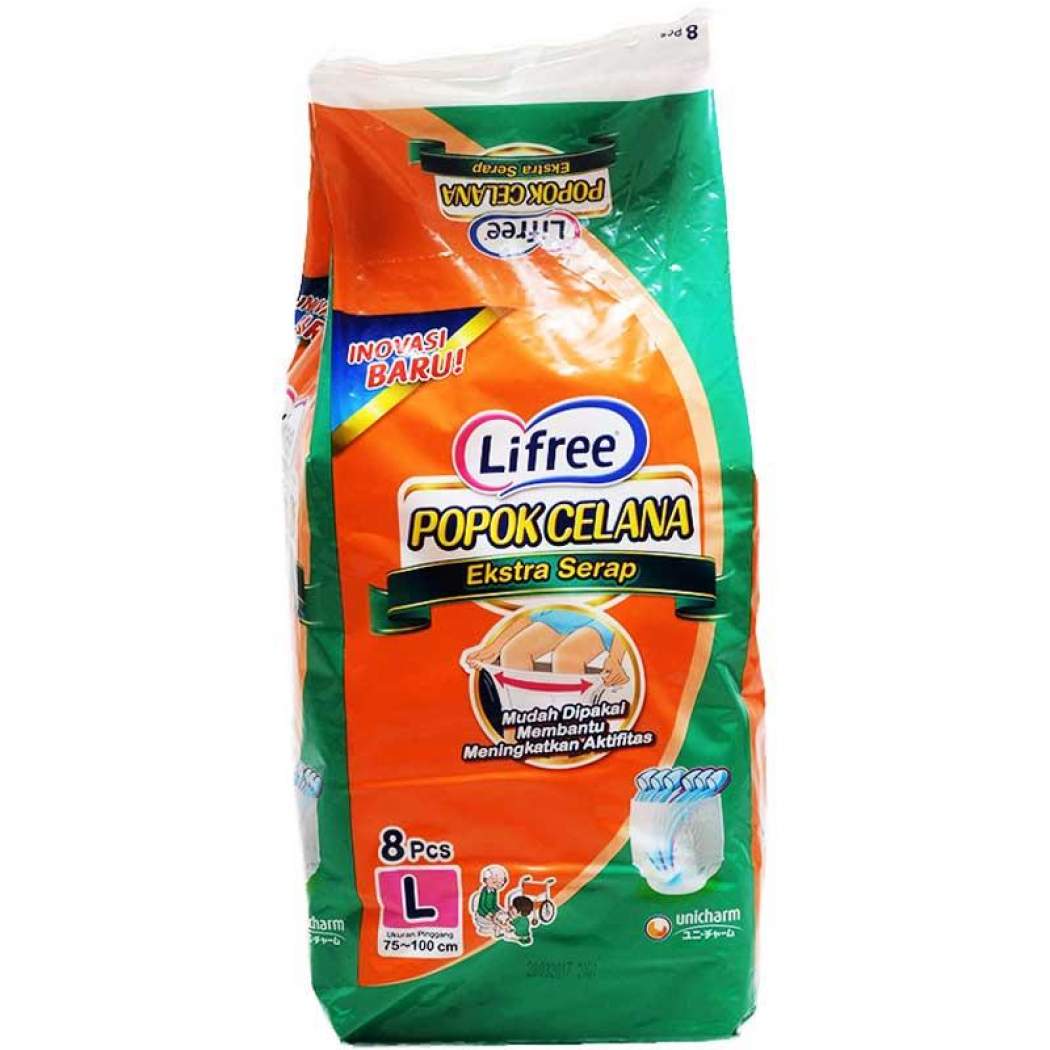 8 Pcs
Ekstra Serap
POPOK CELANA
Lifree
INOVASI
BARU!
Lifree
POPOK CELANA
Ekstra Serap
Mudah Dipakai
Membantu
Meningkatkan Aktifitas
8 Pcs
L
Ukuran Pinggang
75~100 cm
unicharm
ユニ・チャーム
charm